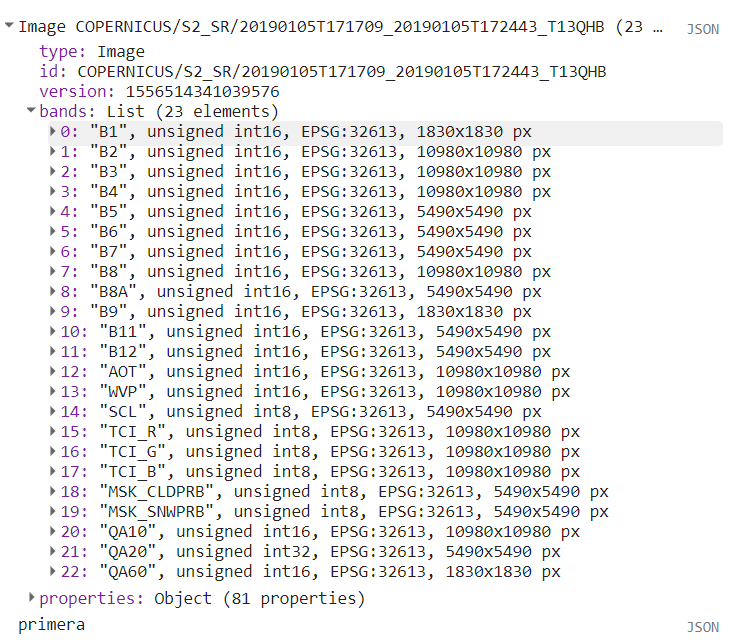 Image COPERNICUS/S2_SR/20190105T171709_20190105T172443_T13QHB (23 … JSON
type: Image
id: COPERNICUS/S2_SR/20190105T171709_20190105T172443_T13QHB
version: 1556514341039576
bands: List (23 elements)
0: "B1", unsigned int16, EPSG:32613, 1830x1830 px
1: "B2", unsigned int16, EPSG:32613, 10980x10980 px
2: "B3", unsigned int16, EPSG:32613, 10980x10980 px
3: "B4", unsigned int16, EPSG:32613, 10980x10980 px
4: "B5", unsigned int16, EPSG:32613, 5490x5490 px
5: "B6", unsigned int16, EPSG:32613, 5490x5490 px
6: "B7", unsigned int16, EPSG:32613, 5490x5490 px
7: "B8", unsigned int16, EPSG:32613, 10980x10980 px
8: "B8A", unsigned int16, EPSG:32613, 5490x5490 px
9: "B9", unsigned int16, EPSG:32613, 1830x1830 px
10: "B11", unsigned int16, EPSG:32613, 5490x5490 px
11: "B12", unsigned int16, EPSG:32613, 5490x5490 px
12: "AOT", unsigned int16, EPSG:32613, 10980x10980 px
13: "WVP", unsigned int16, EPSG:32613, 10980x10980 px
14: "SCL", unsigned int8, EPSG:32613, 5490x5490 px
15: "TCI_R", unsigned int8, EPSG:32613, 10980x10980 px
16: "TCI_G", unsigned int8, EPSG:32613, 10980x10980 px
17: "TCI_B", unsigned int8, EPSG:32613, 10980x10980 px
18: "MSK_CLDPRB", unsigned int8, EPSG:32613, 5490x5490 px
19: "MSK_SNWPRB", unsigned int8, EPSG:32613, 5490x5490 px
20: "QA10", unsigned int16, EPSG:32613, 10980x10980 px
21: "QA20", unsigned int32, EPSG:32613, 5490x5490 px
22: "QA60", unsigned int16, EPSG:32613, 1830x1830 px
properties: Object (81 properties)
primera JSON